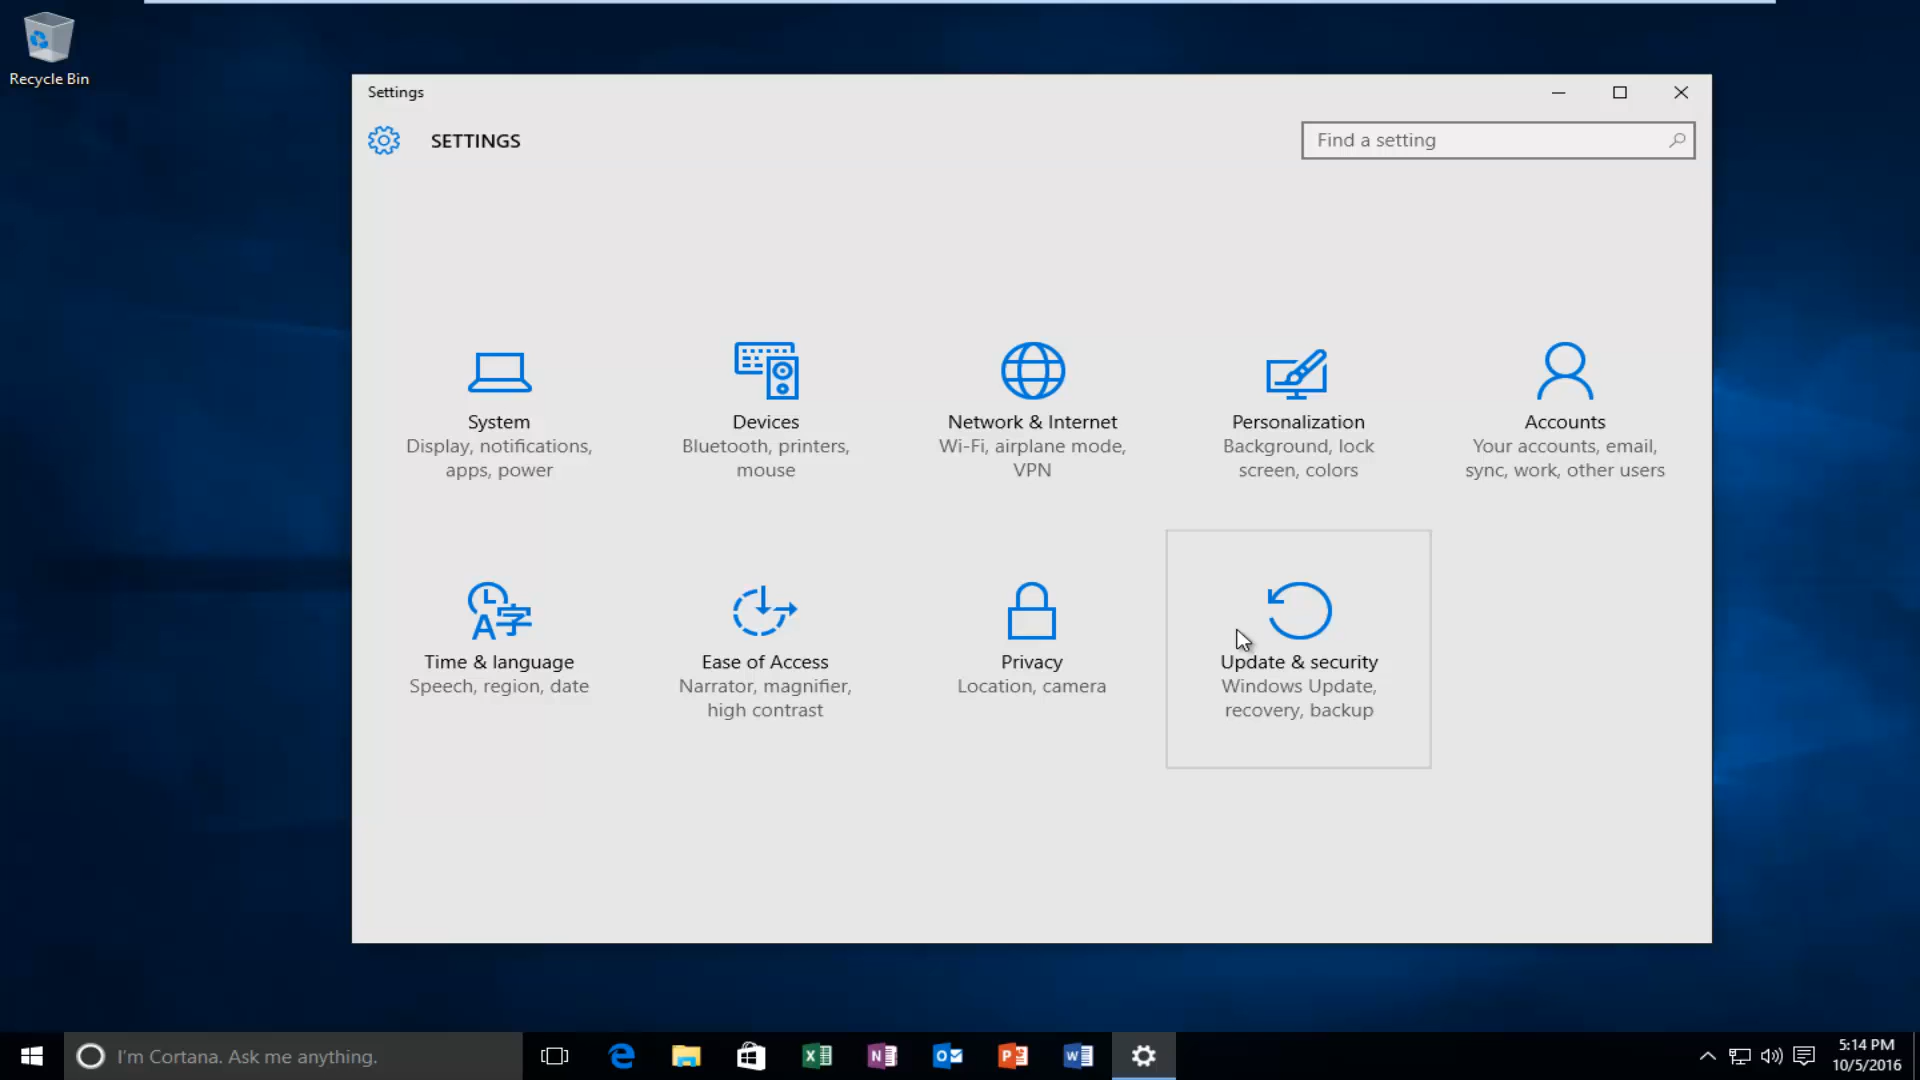 Recycle Bin
Settings
SETTINGS
Find a setting
System
Display, notifications,
apps, power
Devices
Bluetooth, printers,
mouse
Network & Internet
Wi-Fi, airplane mode,
VPN
Personalization
Background, lock
screen, colors
Accounts
Your accounts, email,
sync, work, other users
Time & language
Speech, region, date
Ease of Access
Narrator, magnifier,
high contrast
Privacy
Location, camera
Update & security
Windows Update,
recovery, backup
I'm Cortana. Ask me anything.
5:14 PM
10/5/2016